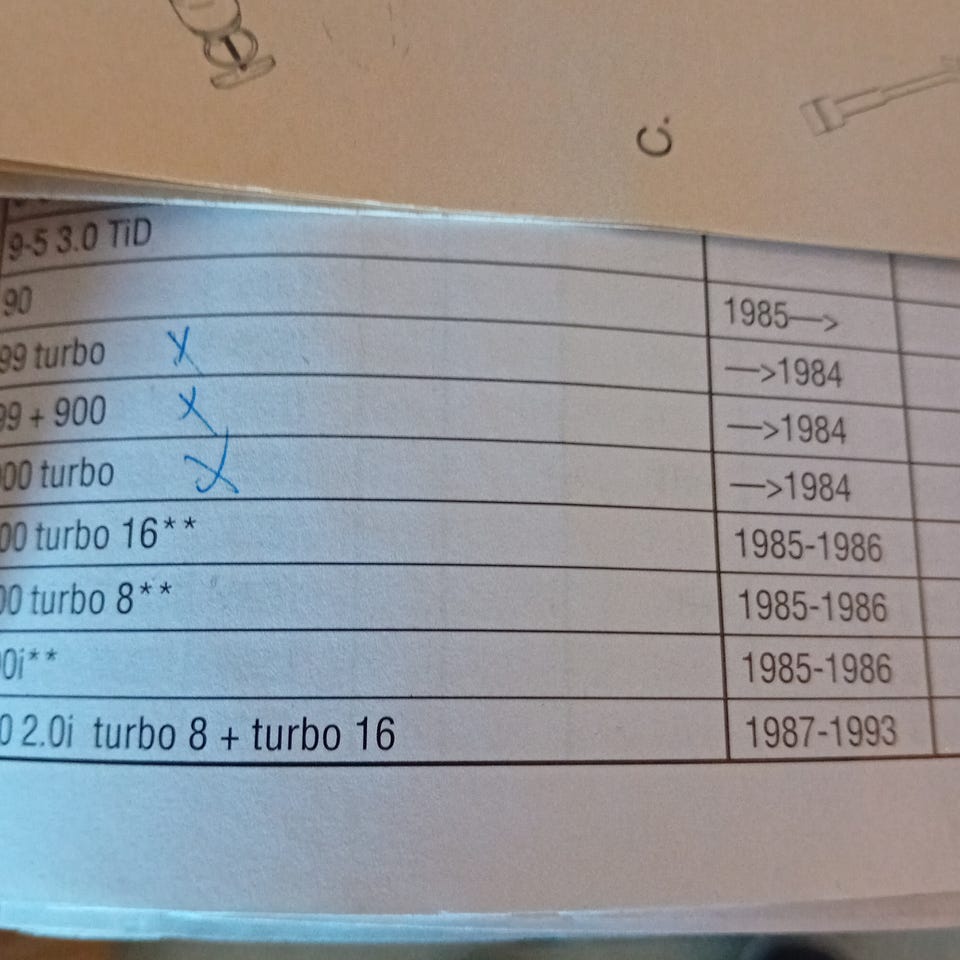 C.
9-5 3.0 TiD
90 1985—>
99 turbo X —>1984
99 + 900 X —>1984
00 turbo X —>1984
00 turbo 16** 1985-1986
00 turbo 8** 1985-1986
0i** 1985-1986
0 2.0i turbo 8 + turbo 16 1987-1993